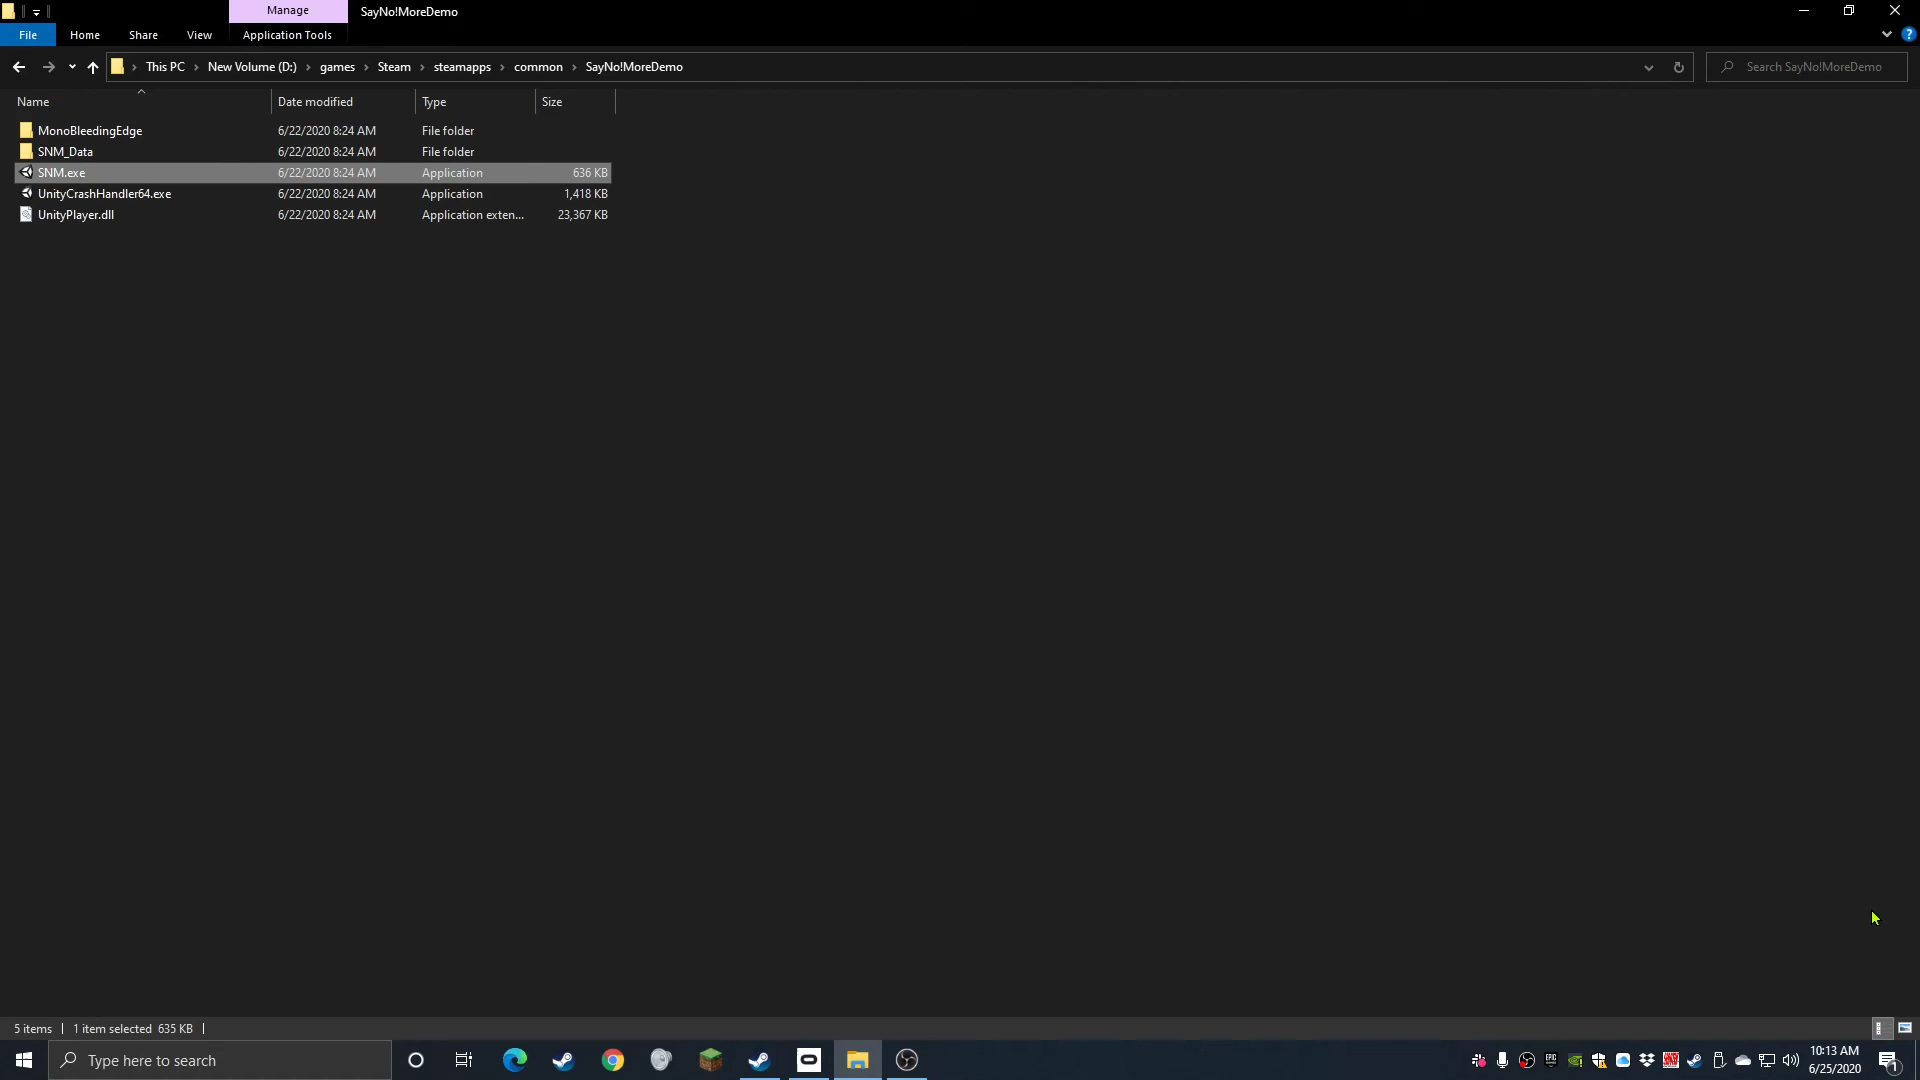 Manage
SayNo!MoreDemo
File
Home
Share
View
Application Tools
?
This PC
New Volume (D:)
games
Steam
steamapps
common
SayNo!MoreDemo
Search SayNo!MoreDemo
Name
Date modified
Type
Size
MonoBleedingEdge 6/22/2020 8:24 AM File folder
SNM_Data 6/22/2020 8:24 AM File folder
SNM.exe 6/22/2020 8:24 AM Application 636 KB
UnityCrashHandler64.exe 6/22/2020 8:24 AM Application 1,418 KB
UnityPlayer.dll 6/22/2020 8:24 AM Application exten... 23,367 KB
5 items
1 item selected 635 KB
Type here to search
EPIC
10:13 AM
6/25/2020
1